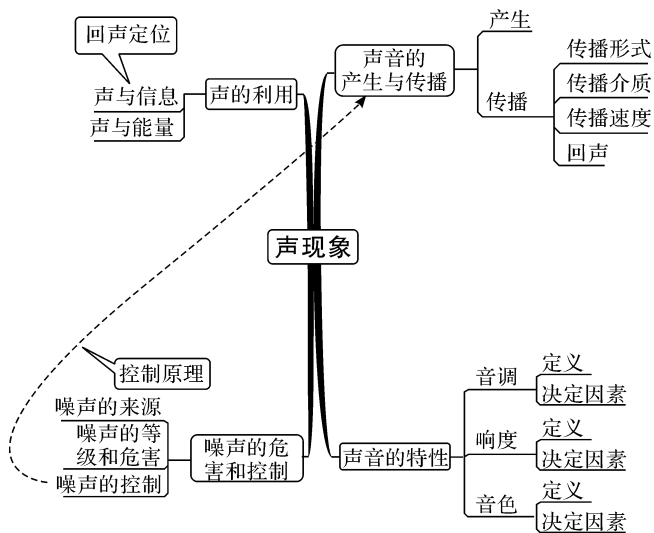 声现象
声音的
产生与传播
产生
传播
传播形式
传播介质
传播速度
回声
声音的特性
音调
定义
决定因素
响度
定义
决定因素
音色
定义
决定因素
声的利用
回声定位
声与信息
声与能量
噪声的危
害和控制
噪声的来源
噪声的等
级和危害
噪声的控制
控制原理